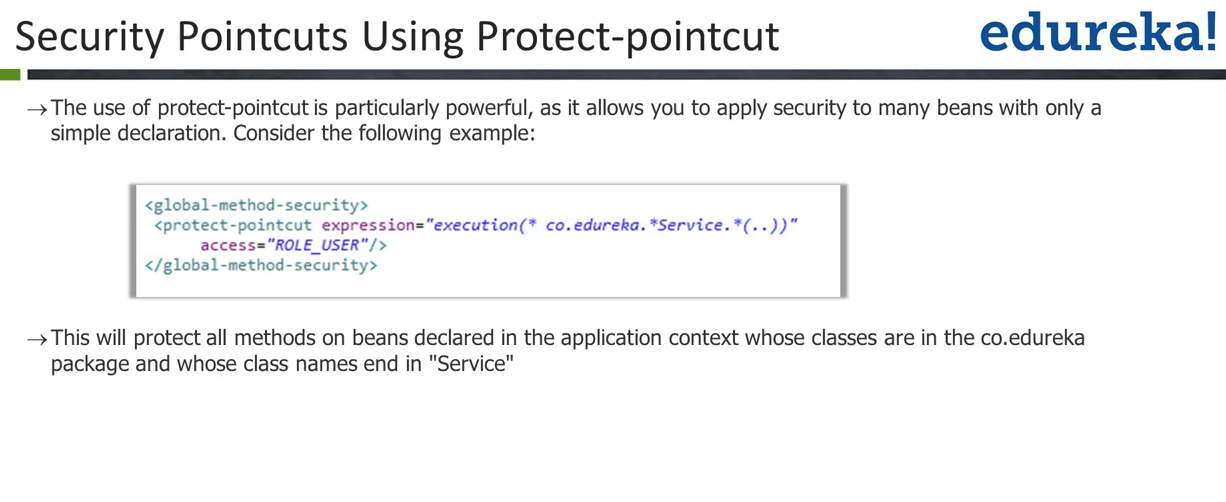 Security Pointcuts Using Protect-pointcut
edureka!
→The use of protect-pointcut is particularly powerful, as it allows you to apply security to many beans with only a
simple declaration. Consider the following example:
<global-method-security>
<protect-pointcut expression="execution(* co.edureka.*Service.*(..))"
access="ROLE_USER"/>
</global-method-security>
→This will protect all methods on beans declared in the application context whose classes are in the co.edureka
package and whose class names end in "Service"